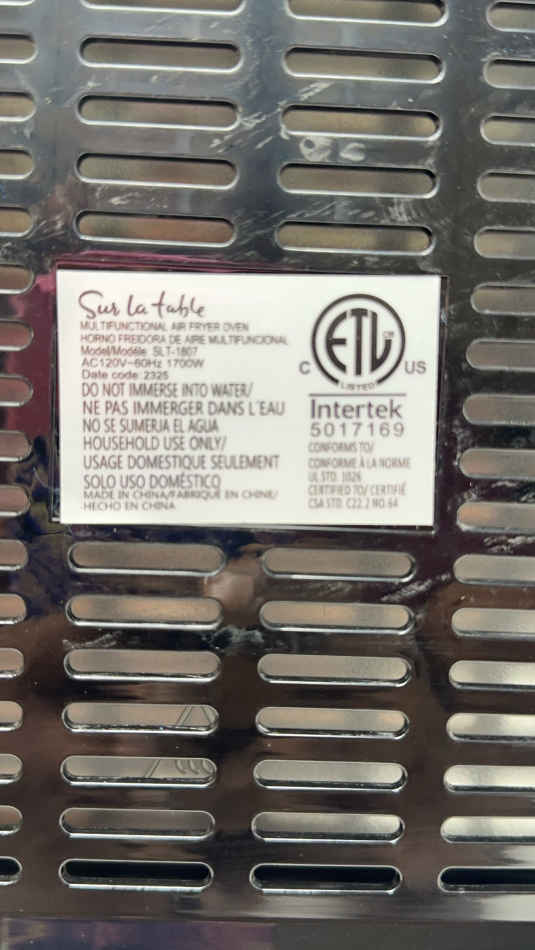 Sur la table
MULTIFUNCTIONAL AIR FRYER OVEN
HORNO FREIDORA DE AIRE MULTIFUNCIONAL
Model/Modèle: SLT-1807
AC120V~60Hz 1700W
Date code: 2325
DO NOT IMMERSE INTO WATER/
NE PAS IMMERGER DANS L'EAU
NO SE SUMERJA EL AGUA
HOUSEHOLD USE ONLY/
USAGE DOMESTIQUE SEULEMENT
SOLO USO DOMÉSTICO
MADE IN CHINA/FABRIQUÉ EN CHINE/
HECHO EN CHINA
ETL
CM
C US
LISTED
Intertek
5017169
CONFORMS TO/
CONFORME À LA NORME
UL STD. 1026
CERTIFIED TO/ CERTIFIÉ
CSA STD. C22.2 NO.64